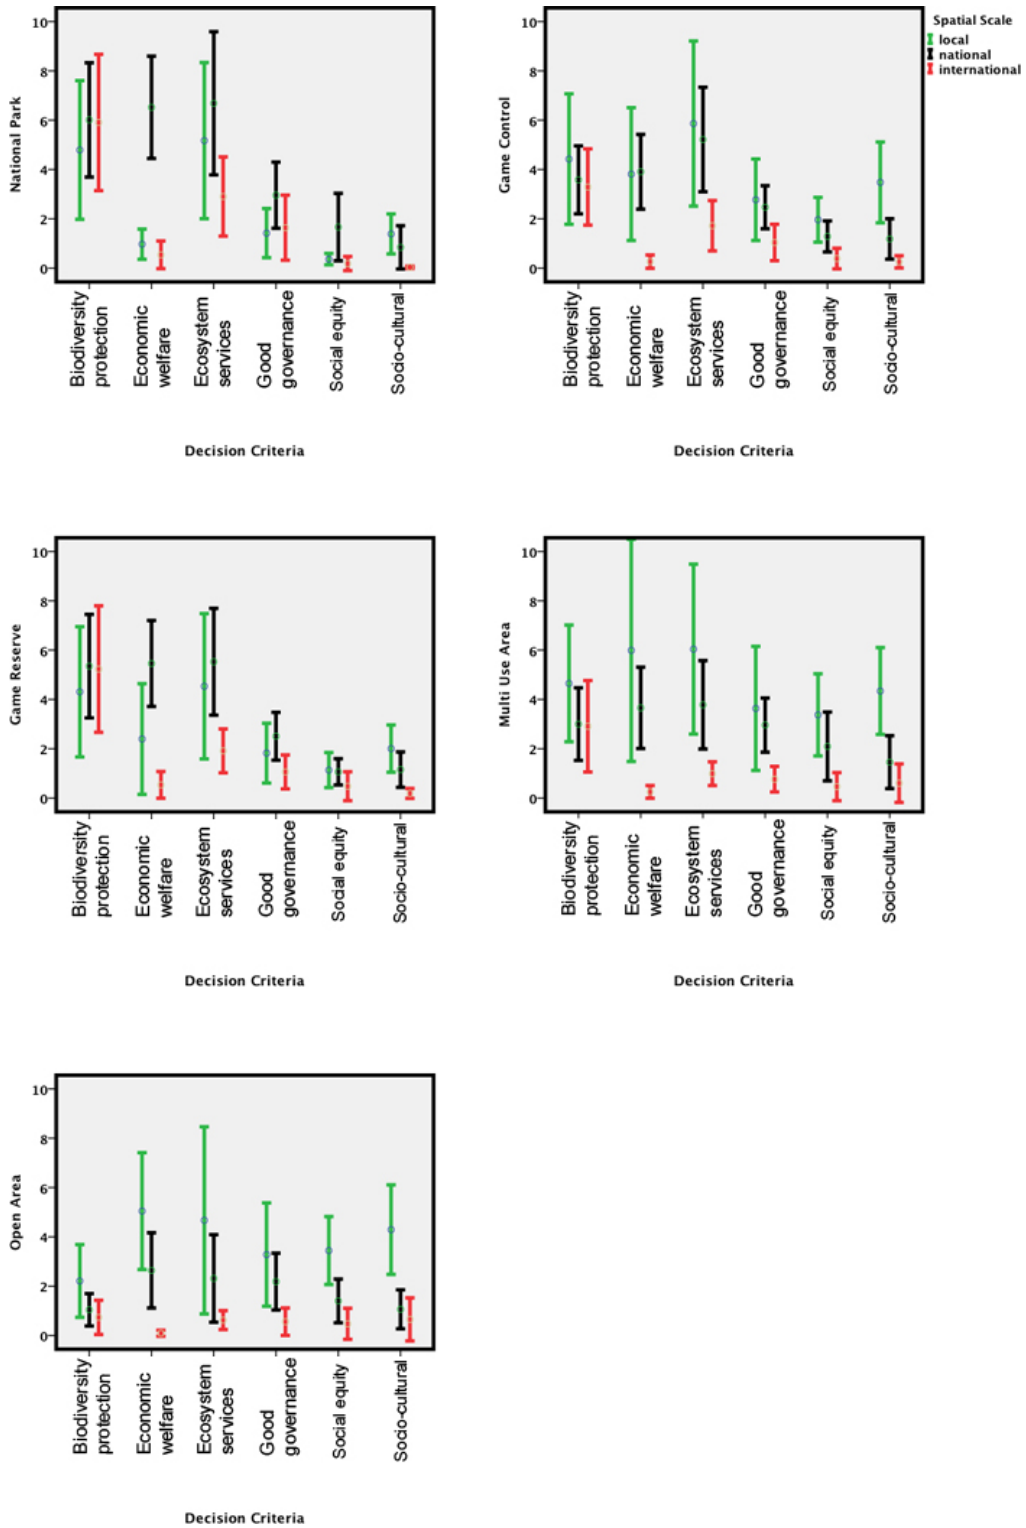 National Park
10
8
6
4
2
0
Biodiversity
protection
Economic
welfare
Ecosystem
services
Good
governance
Social equity
Socio-cultural
Decision Criteria
Game Control
10
8
6
4
2
0
Biodiversity
protection
Economic
welfare
Ecosystem
services
Good
governance
Social equity
Socio-cultural
Decision Criteria
Spatial Scale
local
national
international
Game Reserve
10
8
6
4
2
0
Biodiversity
protection
Economic
welfare
Ecosystem
services
Good
governance
Social equity
Socio-cultural
Decision Criteria
Multi Use Area
10
8
6
4
2
0
Biodiversity
protection
Economic
welfare
Ecosystem
services
Good
governance
Social equity
Socio-cultural
Decision Criteria
Open Area
10
8
6
4
2
0
Biodiversity
protection
Economic
welfare
Ecosystem
services
Good
governance
Social equity
Socio-cultural
Decision Criteria